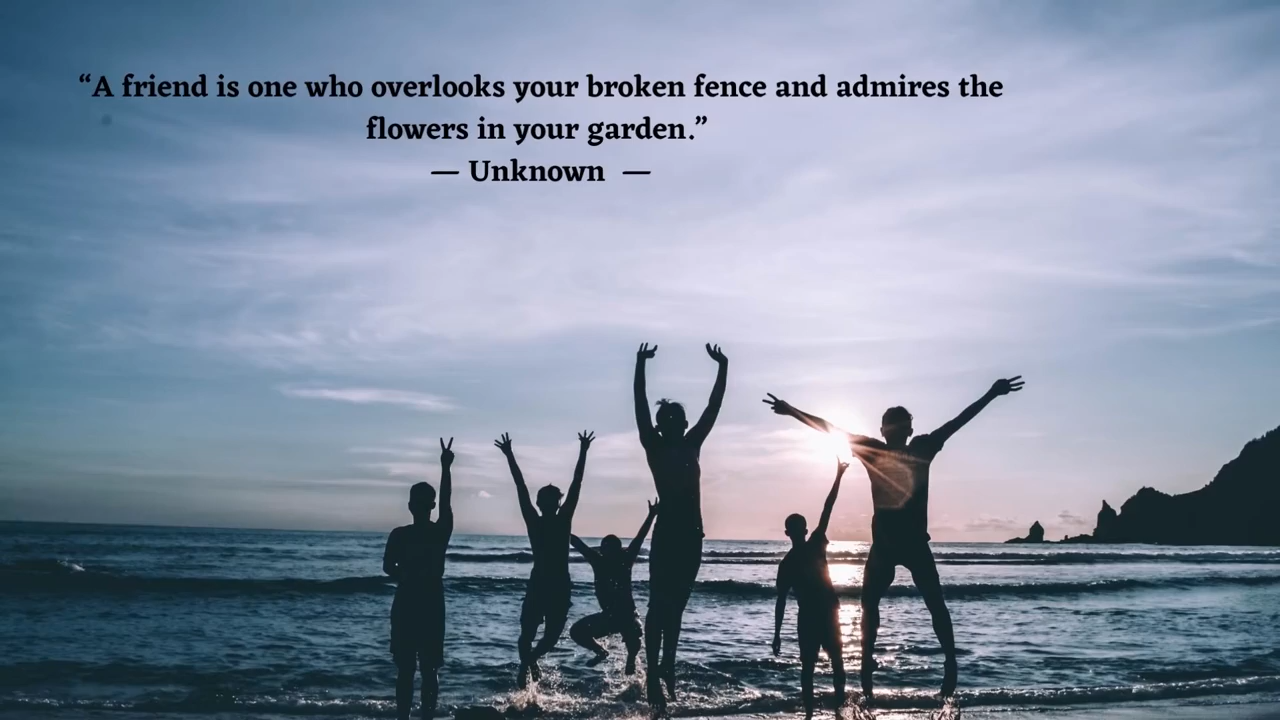 “A friend is one who overlooks your broken fence and admires the
flowers in your garden.”
— Unknown —